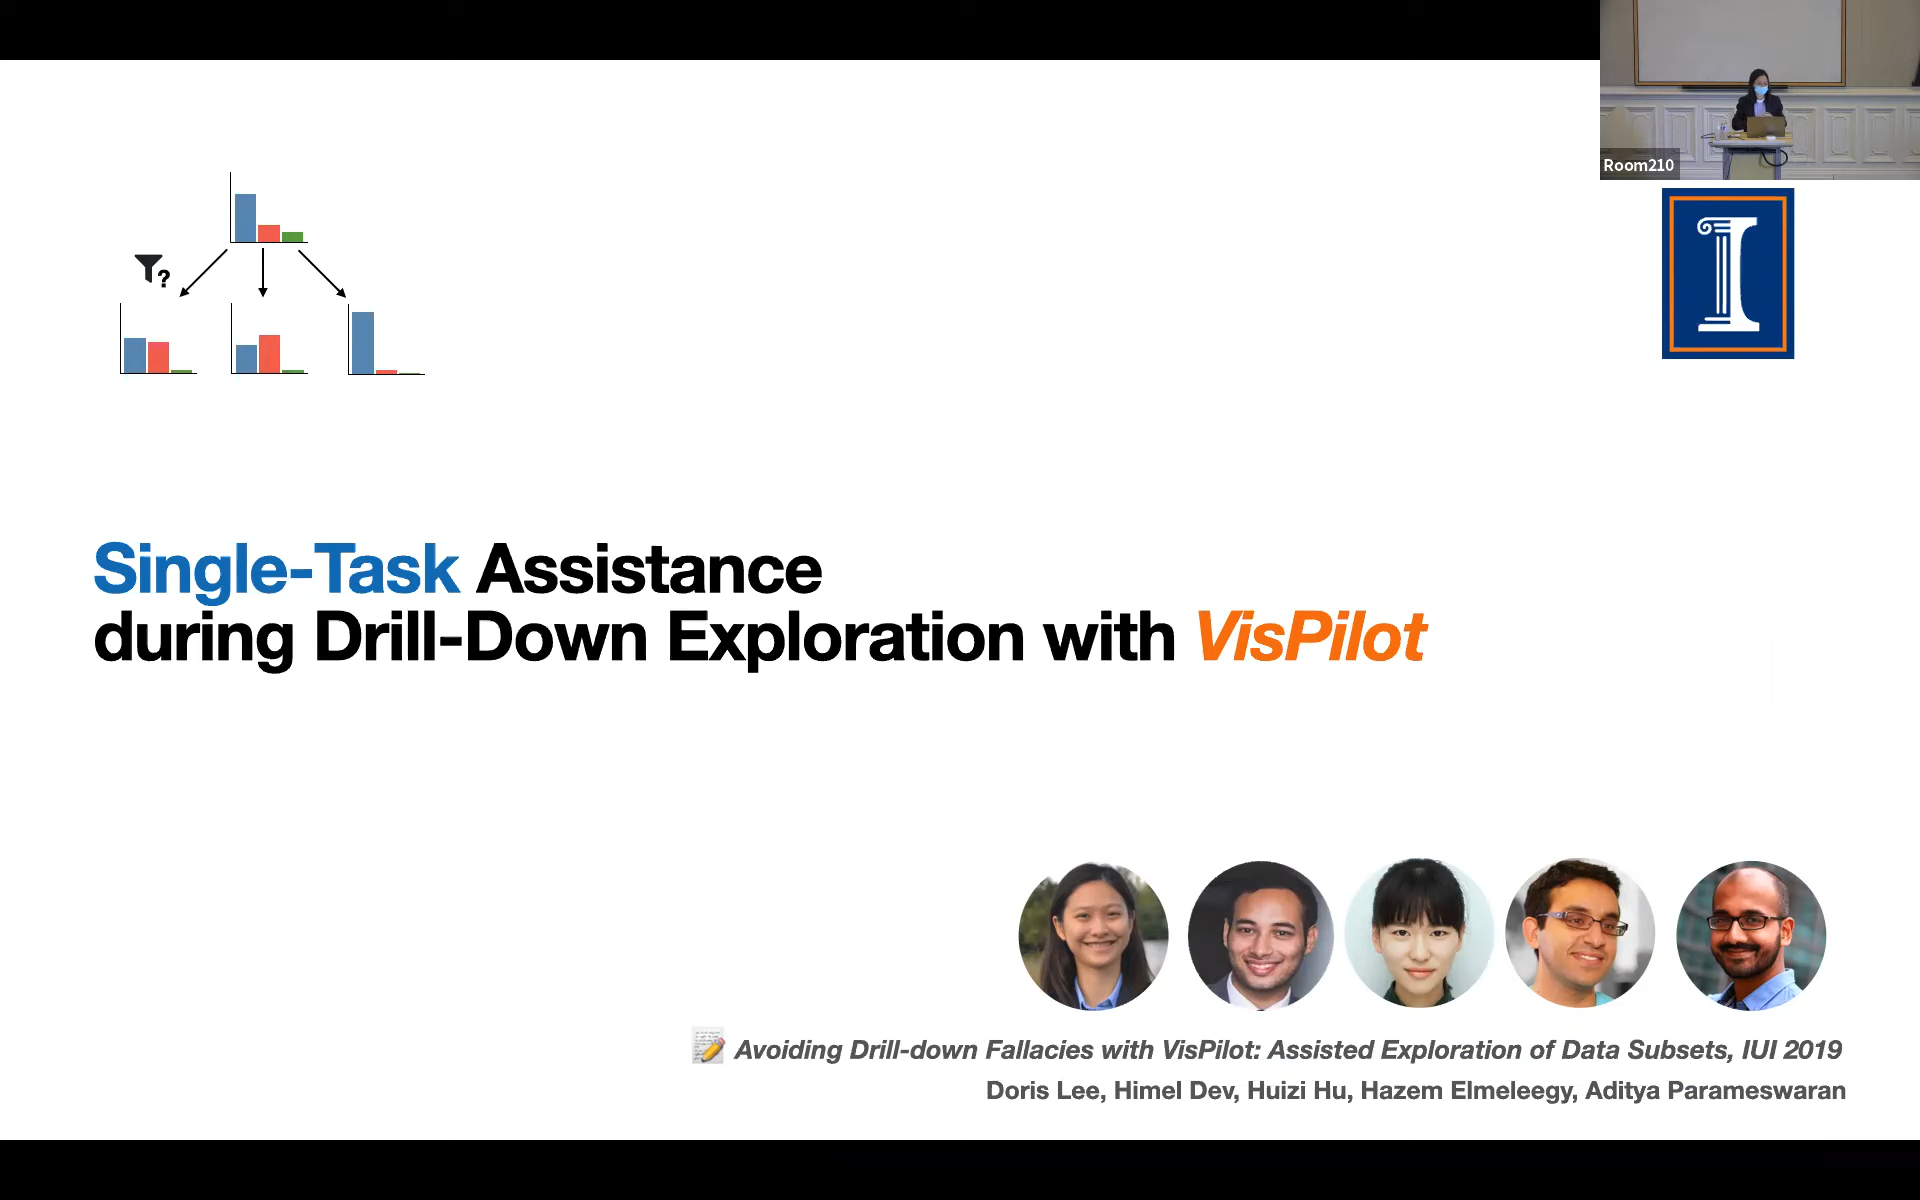 Room210
?
Single-Task Assistance
during Drill-Down Exploration with VisPilot
Avoiding Drill-down Fallacies with VisPilot: Assisted Exploration of Data Subsets, IUI 2019
Doris Lee, Himel Dev, Huizi Hu, Hazem Elmeleegy, Aditya Parameswaran